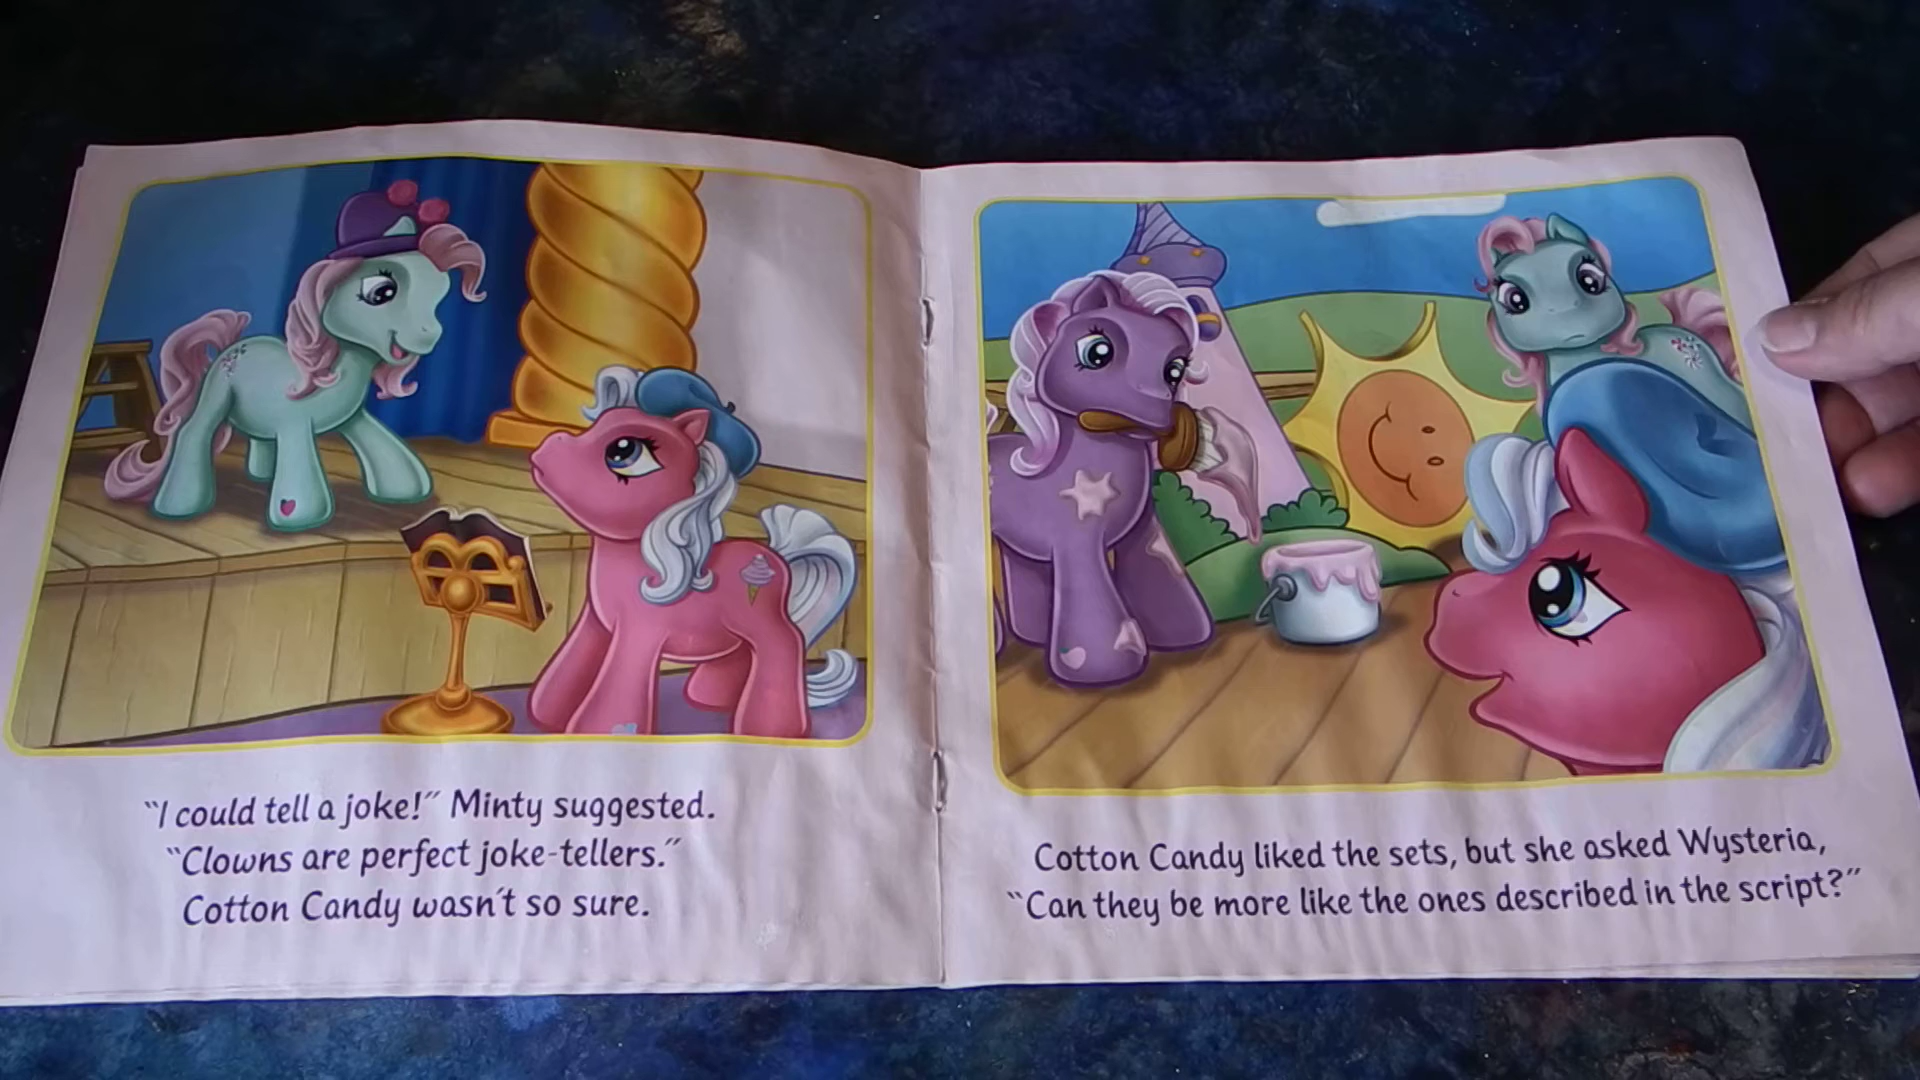 “I could tell a joke!” Minty suggested.
“Clowns are perfect joke-tellers.”
Cotton Candy wasn't so sure.
Cotton Candy liked the sets, but she asked Wysteria,
“Can they be more like the ones described in the script?”